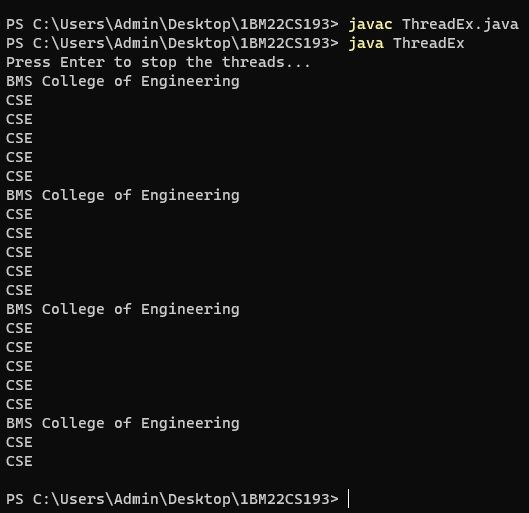 PS C:\Users\Admin\Desktop\1BM22CS193> javac ThreadEx.java
PS C:\Users\Admin\Desktop\1BM22CS193> java ThreadEx
Press Enter to stop the threads...
BMS College of Engineering
CSE
CSE
CSE
CSE
CSE
BMS College of Engineering
CSE
CSE
CSE
CSE
CSE
BMS College of Engineering
CSE
CSE
CSE
CSE
CSE
BMS College of Engineering
CSE
CSE
PS C:\Users\Admin\Desktop\1BM22CS193>